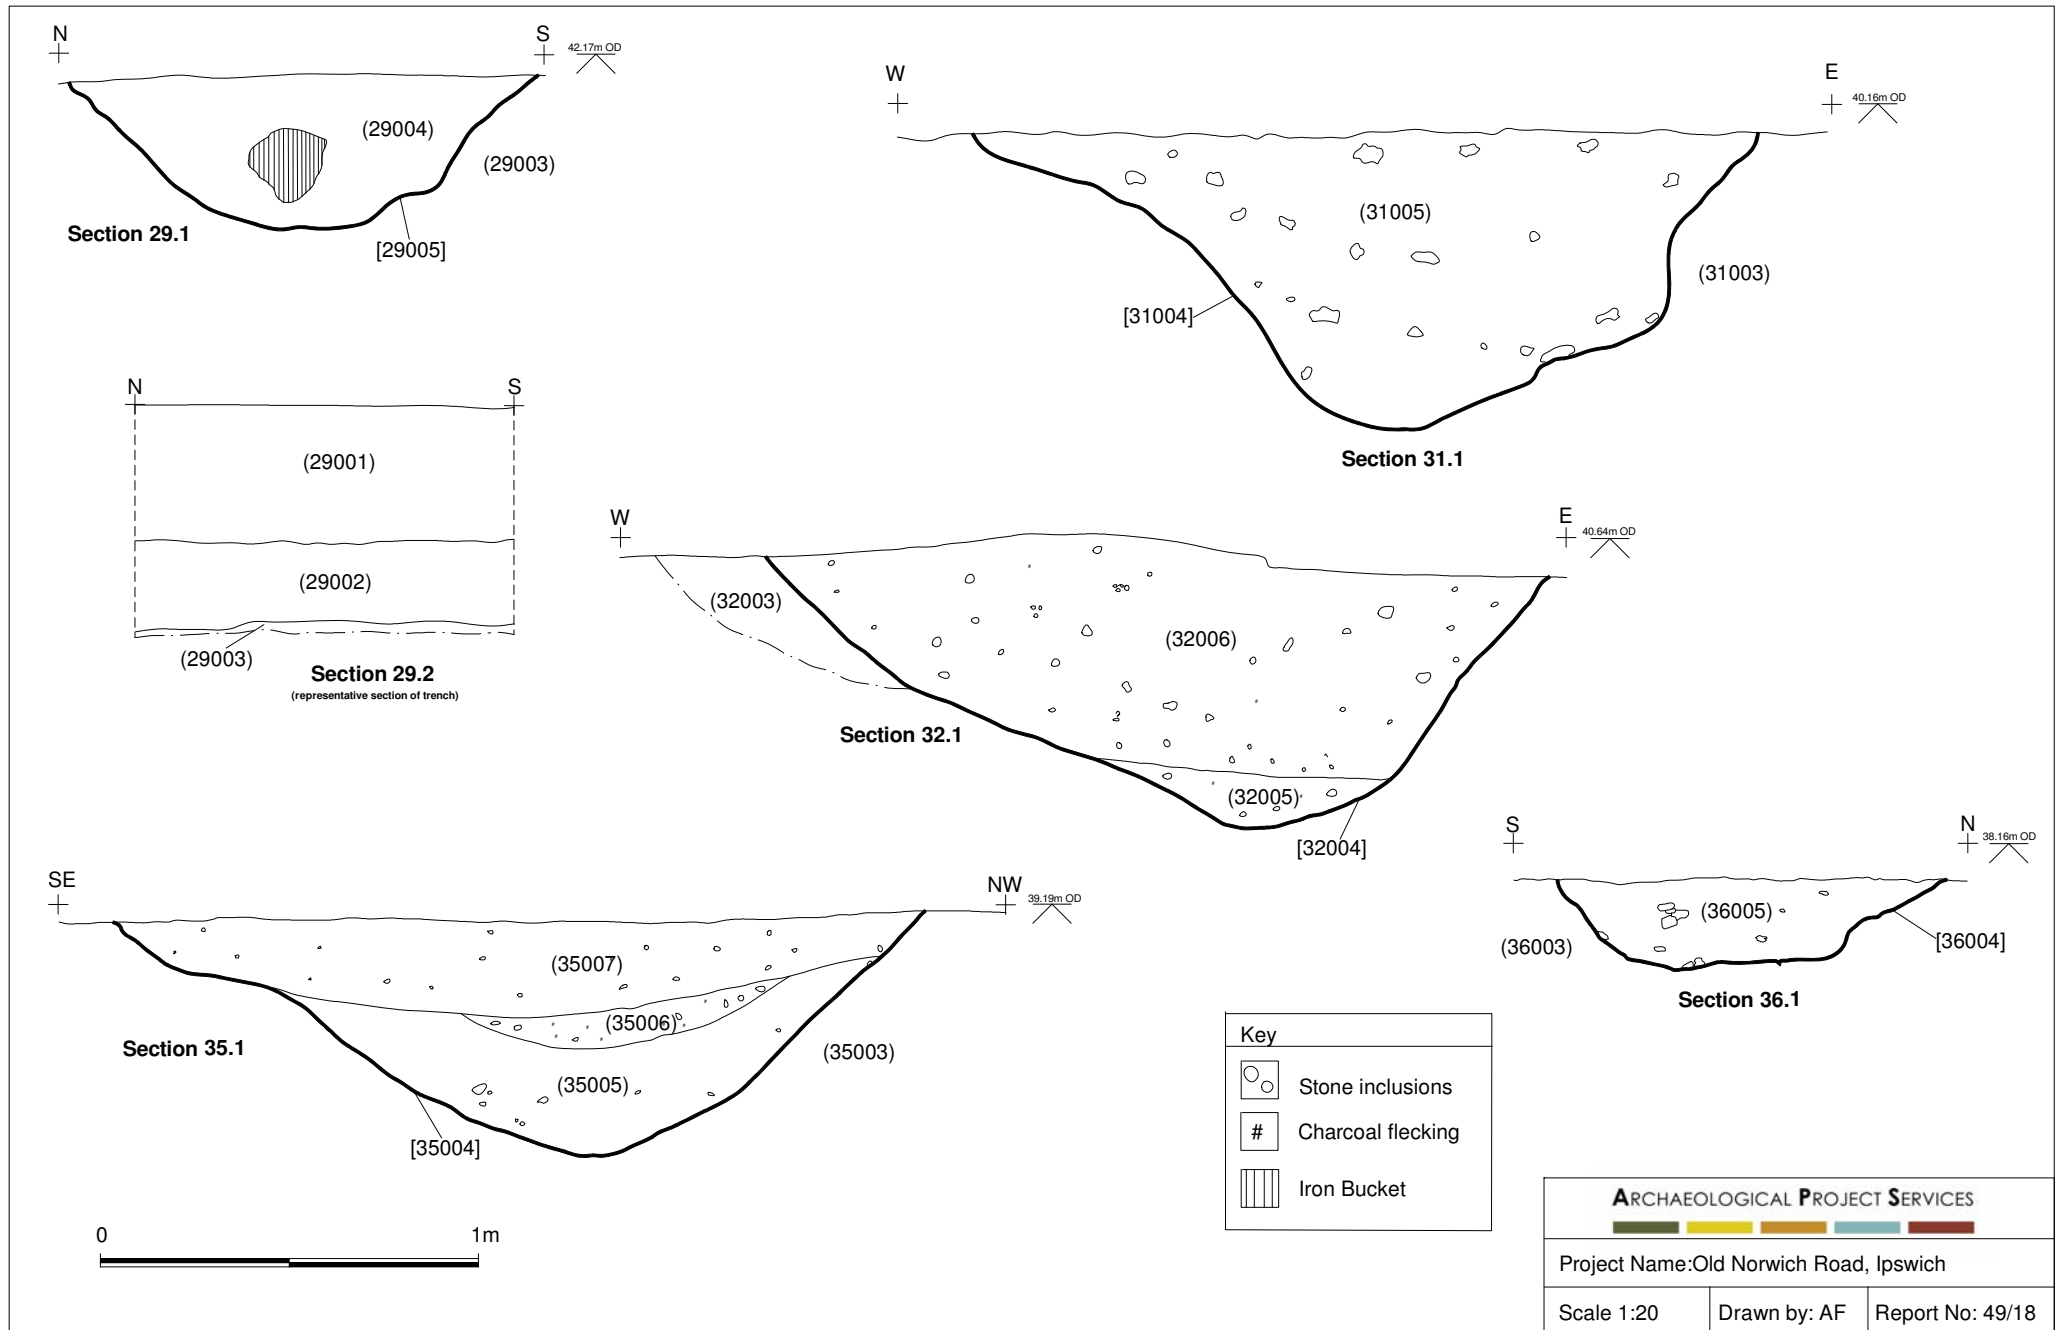 N
S
42.17m OD
(29004)
(29003)
Section 29.1
[29005]
W
E
40.16m OD
(31005)
(31003)
[31004]
Section 31.1
N
S
(29001)
(29002)
(29003)
Section 29.2
(representative section of trench)
W
E
40.64m OD
(32003)
(32006)
Section 32.1
(32005)
[32004]
S
N
38.16m OD
(36005)
(36003)
[36004]
Section 36.1
SE
NW
39.19m OD
(35007)
(35006)
Section 35.1
(35003)
(35005)
[35004]
Key
Stone inclusions
# Charcoal flecking
Iron Bucket
0 1m
ARCHAEOLOGICAL PROJECT SERVICES
Project Name:Old Norwich Road, Ipswich
Scale 1:20 Drawn by: AF Report No: 49/18